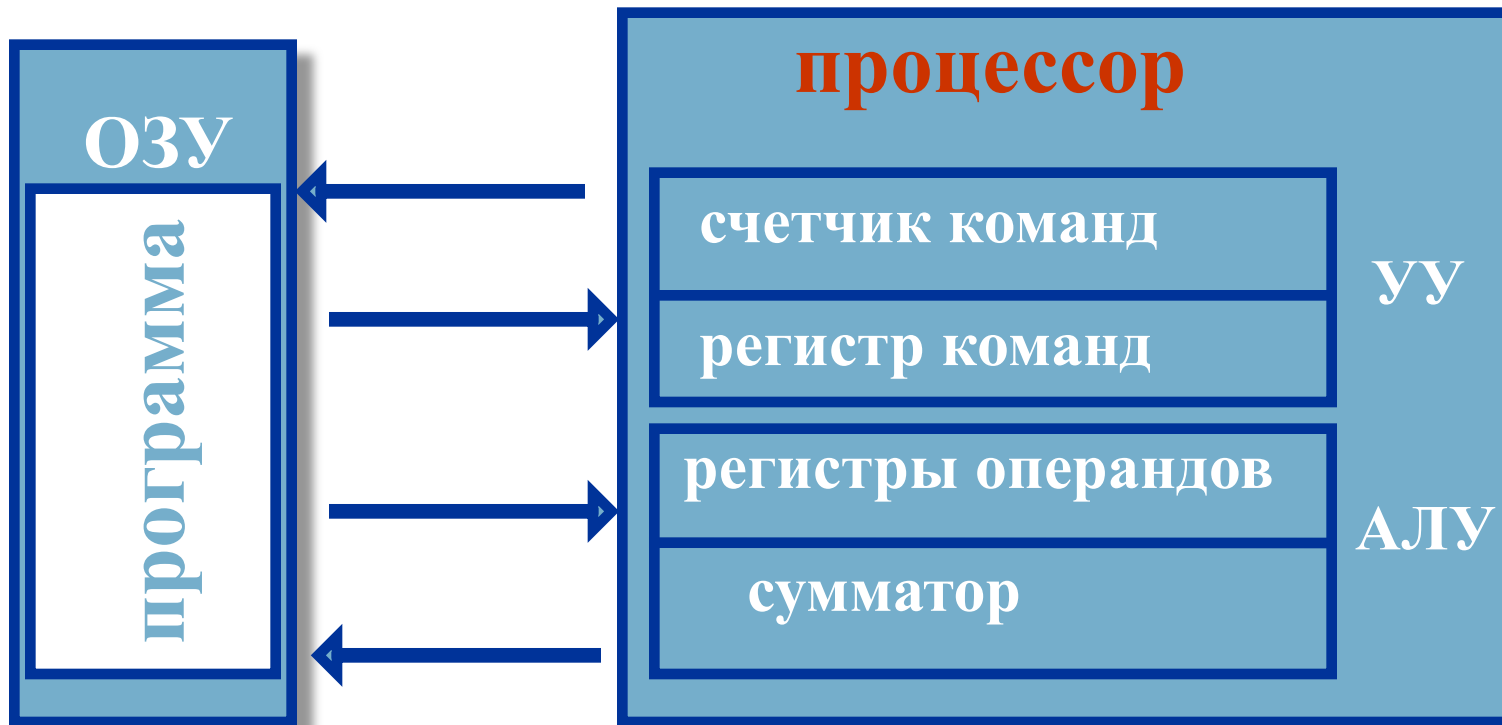 ОЗУ
программа
процессор
счетчик команд
регистр команд
УУ
регистры операндов
сумматор
АЛУ